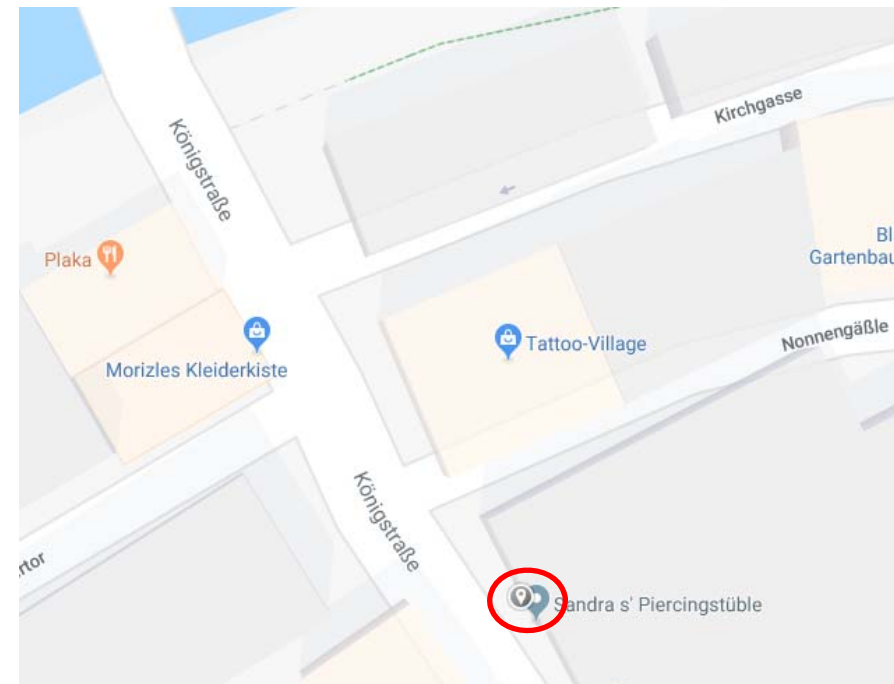 Kirchgasse
Königstraße
Plaka
Bl
Gartenbau
Nonnengäßle
Tattoo-Village
Morizles Kleiderkiste
Königstraße
rtor
Sandra s' Piercingstüble